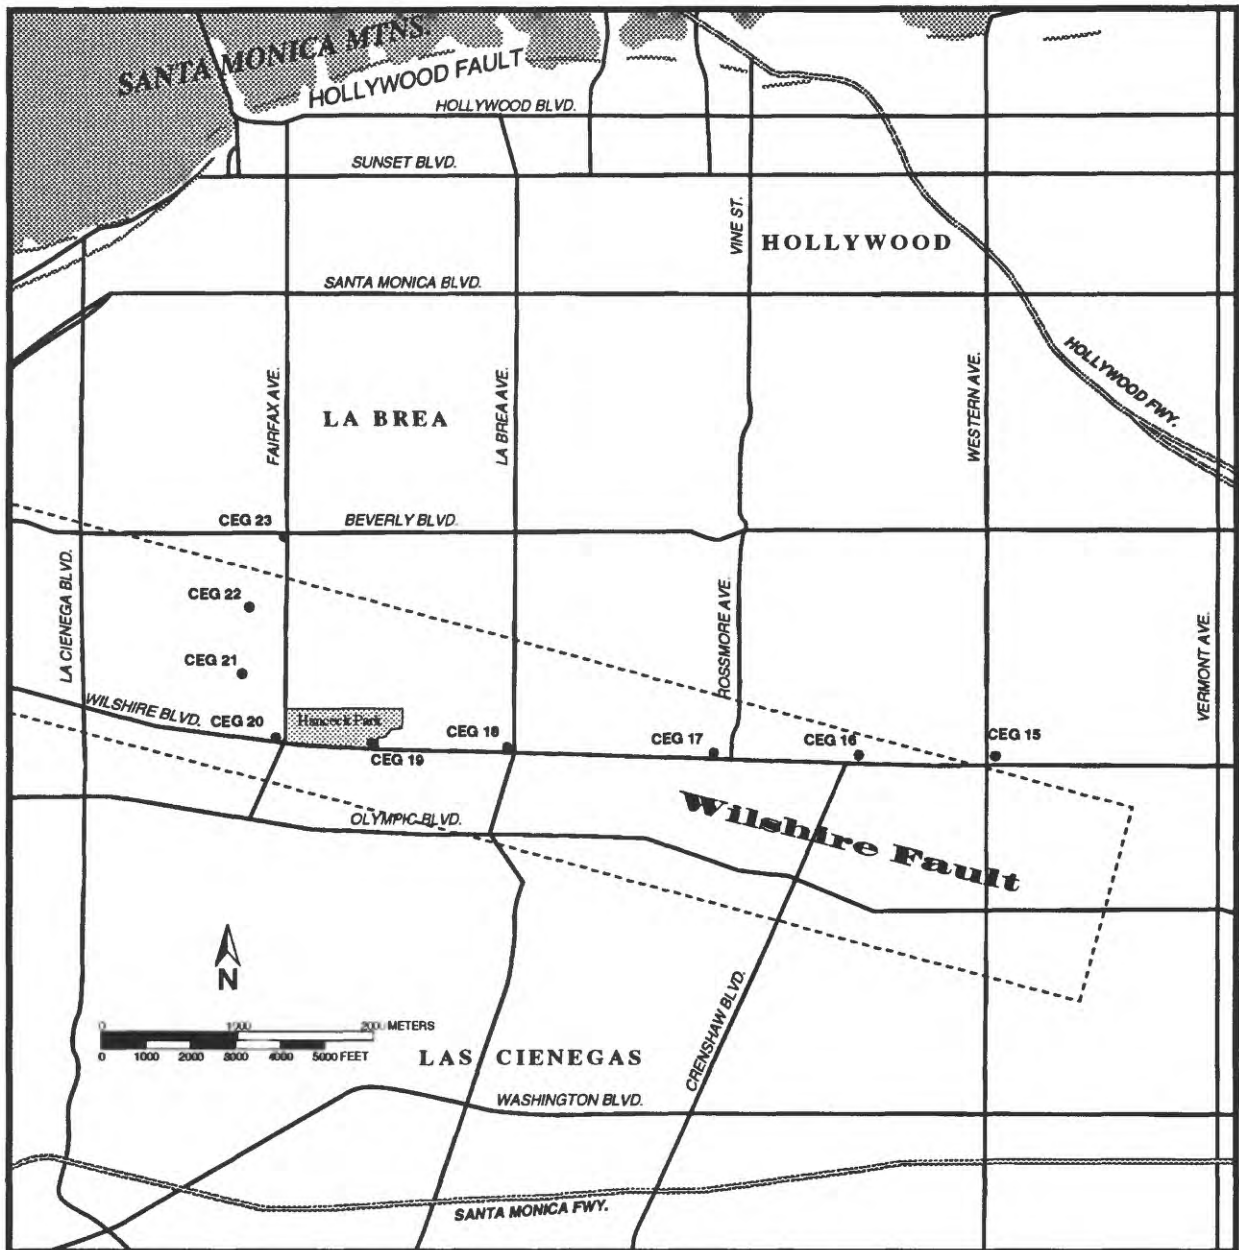 SANTA MONICA MTNS.
HOLLYWOOD FAULT
HOLLYWOOD BLVD.
SUNSET BLVD.
VINE ST.
HOLLYWOOD
SANTA MONICA BLVD.
HOLLYWOOD FWY.
FAIRFAX AVE.
LA BREA
LA BREA AVE.
WESTERN AVE.
CEG 23
BEVERLY BLVD.
LA CIENEGA BLVD.
CEG 22
ROSSMORE AVE.
VERMONT AVE.
CEG 21
WILSHIRE BLVD.
CEG 20
Hancock Park
CEG 19
CEG 18
CEG 17
CEG 16
CEG 15
OLYMPIC BLVD.
Wilshire Fault
N
CRENSHAW BLVD.
0 1000 2000 METERS
0 1000 2000 3000 4000 5000 FEET
LAS CIENEGAS
WASHINGTON BLVD.
SANTA MONICA FWY.